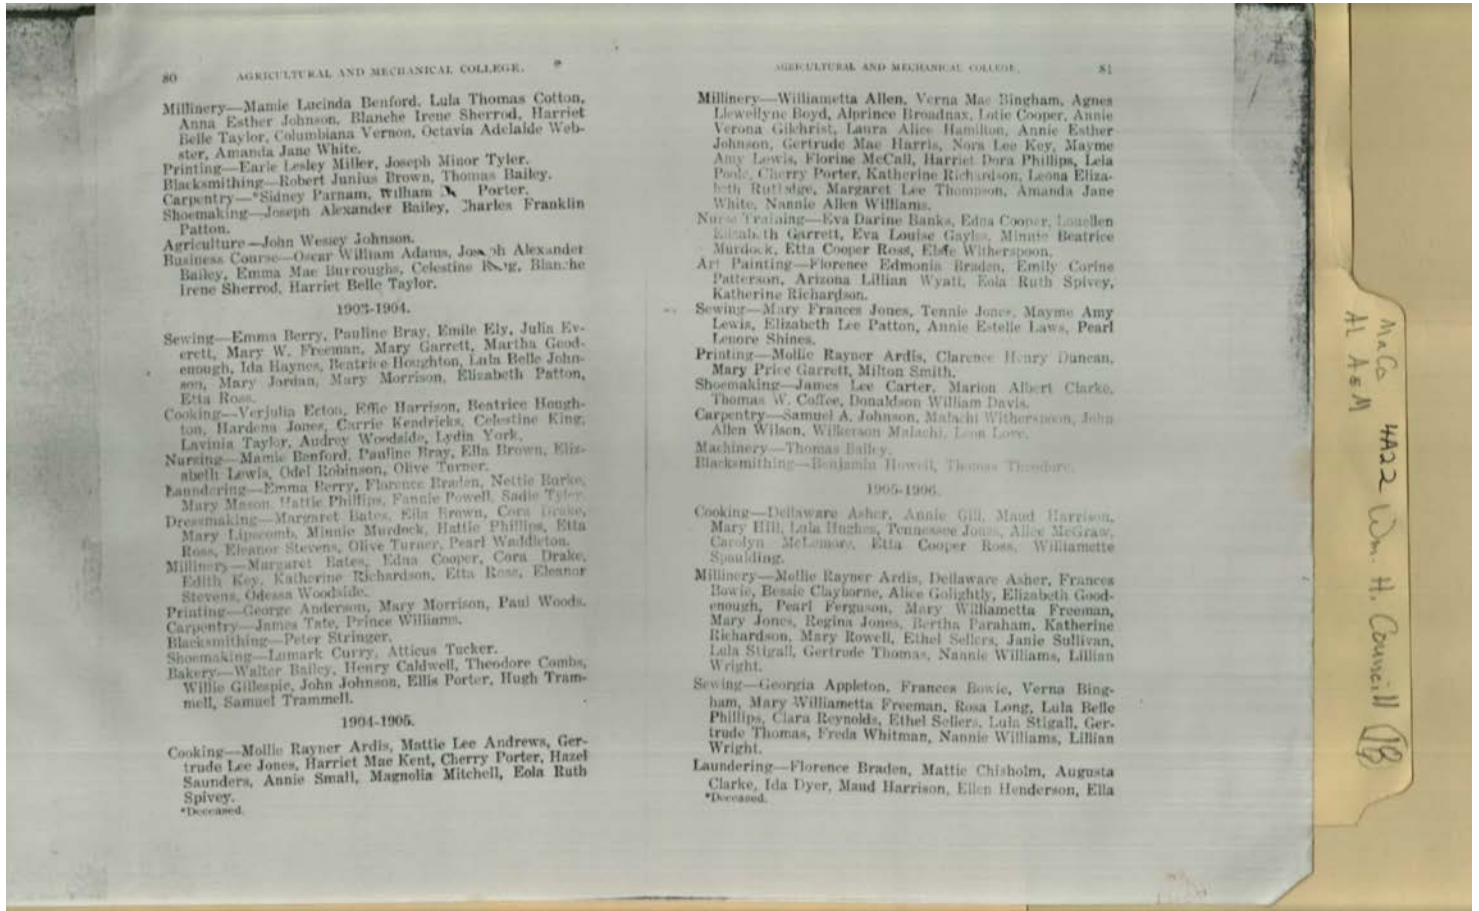 80 AGRICULTURAL AND MECHANICAL COLLEGE.
Millinery—Mamie Lucinda Benford, Lula Thomas Cotton,
Anna Esther Johnson, Blanche Irene Sherrod, Harriet
Belle Taylor, Columbiana Vernon, Octavia Adelaide Web-
ster, Amanda Jane White.
Printing—Earle Lesley Miller, Joseph Minor Tyler.
Blacksmithing—Robert Junius Brown, Thomas Bailey.
Carpentry—*Sidney Parnam, William Porter.
Shoemaking—Joseph Alexander Bailey, Charles Franklin
Patton.
Agriculture—John Wesley Johnson.
Business Course—Oscar William Adams, Joseph Alexander
Bailey, Emma Mae Burroughs, Celestine King, Blanche
Irene Sherrod, Harriet Belle Taylor.
1903-1904.
Sewing—Emma Berry, Pauline Bray, Emile Ely, Julia Ev-
erett, Mary W. Freeman, Mary Garrett, Martha Good-
enough, Ida Haynes, Beatrice Houghton, Lula Belle John-
son, Mary Jordan, Mary Morrison, Elizabeth Patton,
Etta Ross.
Cooking—Verjulia Ecton, Effie Harrison, Beatrice Hough-
ton, Hardena Jones, Carrie Kendricks, Celestine King,
Lavinia Taylor, Audrey Woodside, Lydin York.
Nursing—Mamie Benford, Pauline Bray, Ella Brown, Eliz-
abeth Lewis, Odel Robinson, Olive Turner.
Laundering—Emma Berry, Florence Braden, Nettie Burke,
Mary Mason, Hattie Phillips, Fannie Powell, Sadie Tyler.
Dressmaking—Margaret Bates, Ella Brown, Cora Drake,
Mary Lipscomb, Minnie Murdock, Hattie Phillips, Etta
Ross, Eleanor Stevens, Olive Turner, Pearl Waddleton.
Millinery—Margaret Bates, Edna Cooper, Cora Drake,
Edith Key, Katherine Richardson, Etta Rose, Eleanor
Stevens, Odessa Woodside.
Printing—George Anderson, Mary Morrison, Paul Woods.
Carpentry—James Tate, Prince Williams.
Blacksmithing—Peter Stringer.
Shoemaking—Lumark Curry, Atticus Tucker.
Bakery—Walter Bailey, Henry Caldwell, Theodore Combs,
Willie Gillespie, John Johnson, Ellis Porter, Hugh Tram-
mell, Samuel Trammell.
1904-1905.
Cooking—Mollie Rayner Ardis, Mattie Lee Andrews, Ger-
trude Lee Jones, Harriet Mae Kent, Cherry Porter, Hazel
Saunders, Annie Small, Magnolia Mitchell, Eola Ruth
Spivey.
*Deceased.
AGRICULTURAL AND MECHANICAL COLLEGE. 81
Millinery—Williametta Allen, Verna Mae Bingham, Agnes
Llewellyne Boyd, Alprince Broadnax, Lotie Cooper, Annie
Verona Gilchrist, Laura Alice Hamilton, Annie Esther
Johnson, Gertrude Mae Harris, Nora Lee Key, Mayme
Amy Lewis, Florine McCall, Harriet Dora Phillips, Lela
Poole, Cherry Porter, Katherine Richardson, Leona Eliza-
beth Rutlidge, Margaret Lee Thompson, Amanda Jane
White, Nannie Allen Williams.
Nurse Training—Eva Darine Banks, Edna Cooper, Louellen
Elizabeth Garrett, Eva Louise Gayles, Minnie Beatrice
Murdock, Etta Cooper Ross, Witherspoon.
Art Painting—Florence Edmonia Braden, Emily Corine
Patterson, Arizona Lillian Wyatt, Eola Ruth Spivey,
Katherine Richardson.
Sewing—Mary Frances Jones, Tennie Jones, Mayme Amy
Lewis, Elizabeth Lee Patton, Annie Estelle Laws, Pearl
Lenore Shines.
Printing—Mollie Rayner Ardis, Clarence Henry Duncan,
Mary Price Garrett, Milton Smith.
Shoemaking—James Lee Carter, Marion Albert Clarke,
Thomas W. Coffee, Donaldson William Davis.
Carpentry—Samuel A. Johnson, Malachi Witherspoon, John
Allen Wilson, Wilkerson Malachi, Leon Love.
Machinery—Thomas Bailey.
Blacksmithing—Benjamin Howell, Thomas Theodore.
1905-1906.
Cooking—Dellaware Asher, Annie Gill, Maud Harrison,
Mary Hill, Lula Hughes, Tennessee Jones, Alice McGraw,
Carolyn McLemore, Etta Cooper Ross, Williamette
Spaulding.
Millinery—Mollie Rayner Ardis, Dellaware Asher, Frances
Bowie, Bessie Clayborne, Alice Golightly, Elizabeth Good-
enough, Pearl Ferguson, Mary Williametta Freeman,
Mary Jones, Regina Jones, Bertha Paraham, Katherine
Richardson, Mary Rowell, Ethel Sellers, Janie Sullivan,
Lula Stigall, Gertrude Thomas, Nannie Williams, Lillian
Wright.
Sewing—Georgia Appleton, Frances Bowie, Verna Bing-
ham, Mary Williametta Freeman, Rosa Long, Lula Belle
Phillips, Clara Reynolds, Ethel Sellers, Lula Stigall, Ger-
trude Thomas, Freda Whitman, Nannie Williams, Lillian
Wright.
Laundering—Florence Braden, Mattie Chisholm, Augusta
Clarke, Ida Dyer, Maud Harrison, Ellen Henderson, Ella
*Deceased.
MaCo 4A22 Wm. H. Councill
AL A&M